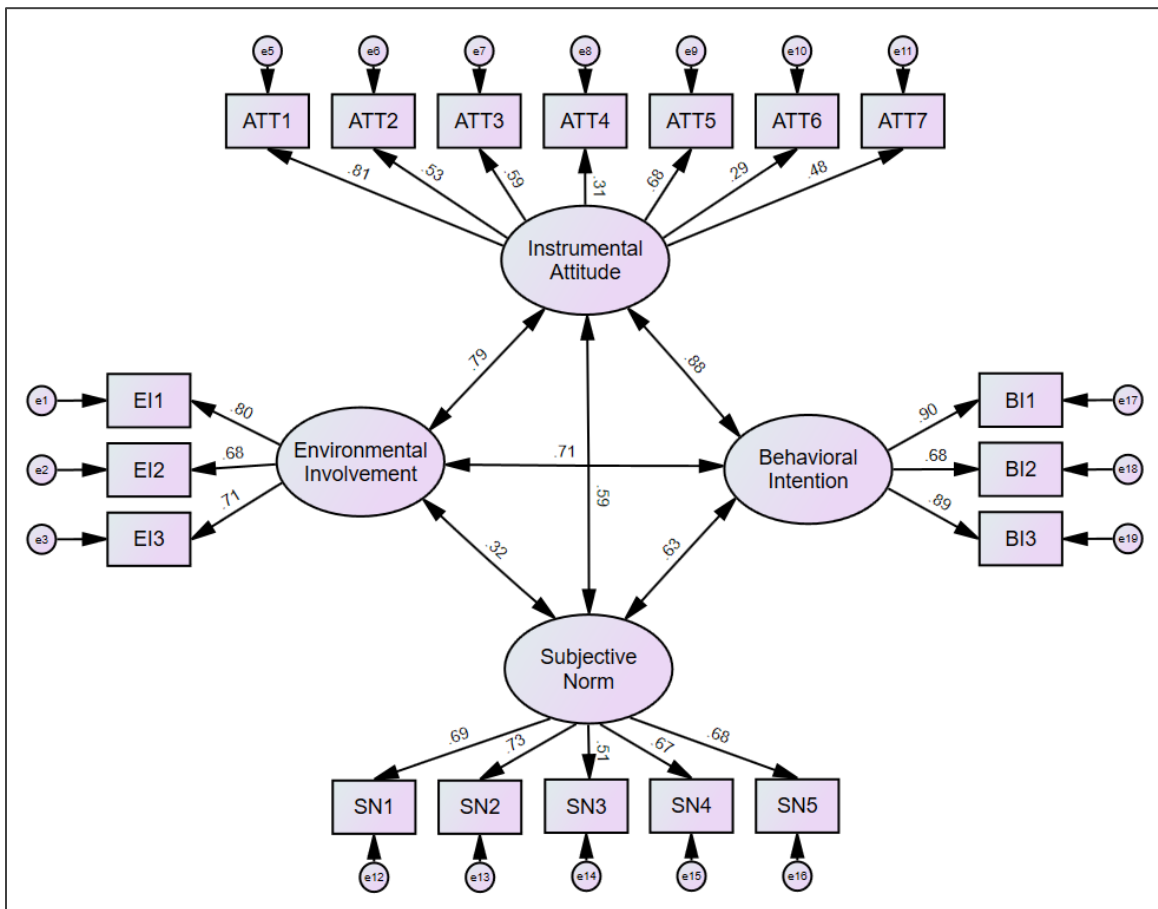 e5 e6 e7 e8 e9 e10 e11
ATT1 ATT2 ATT3 ATT4 ATT5 ATT6 ATT7
.81 .53 .59 .31 .68 .29 .48
Instrumental
Attitude
.79 .88
e1 EI1 .80
e2 EI2 .68
e3 EI3 .71
Environmental
Involvement
.71
.59
Behavioral
Intention
.90 BI1 e17
.68 BI2 e18
.89 BI3 e19
.32 .63
Subjective
Norm
.69 .73 .51 .67 .68
SN1 SN2 SN3 SN4 SN5
e12 e13 e14 e15 e16